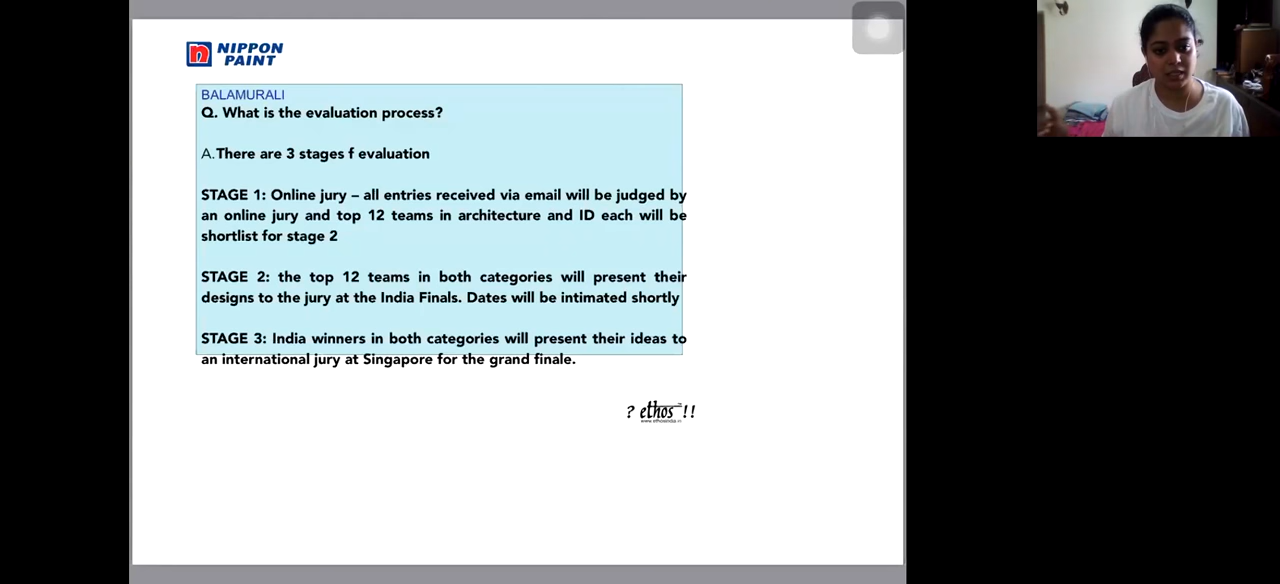 NIPPON
PAINT
BALAMURALI
Q. What is the evaluation process?
A.There are 3 stages f evaluation
STAGE 1: Online jury – all entries received via email will be judged by
an online jury and top 12 teams in architecture and ID each will be
shortlist for stage 2
STAGE 2: the top 12 teams in both categories will present their
designs to the jury at the India Finals. Dates will be intimated shortly
STAGE 3: India winners in both categories will present their ideas to
an international jury at Singapore for the grand finale.
? ethos !!
www.ethosindia.in